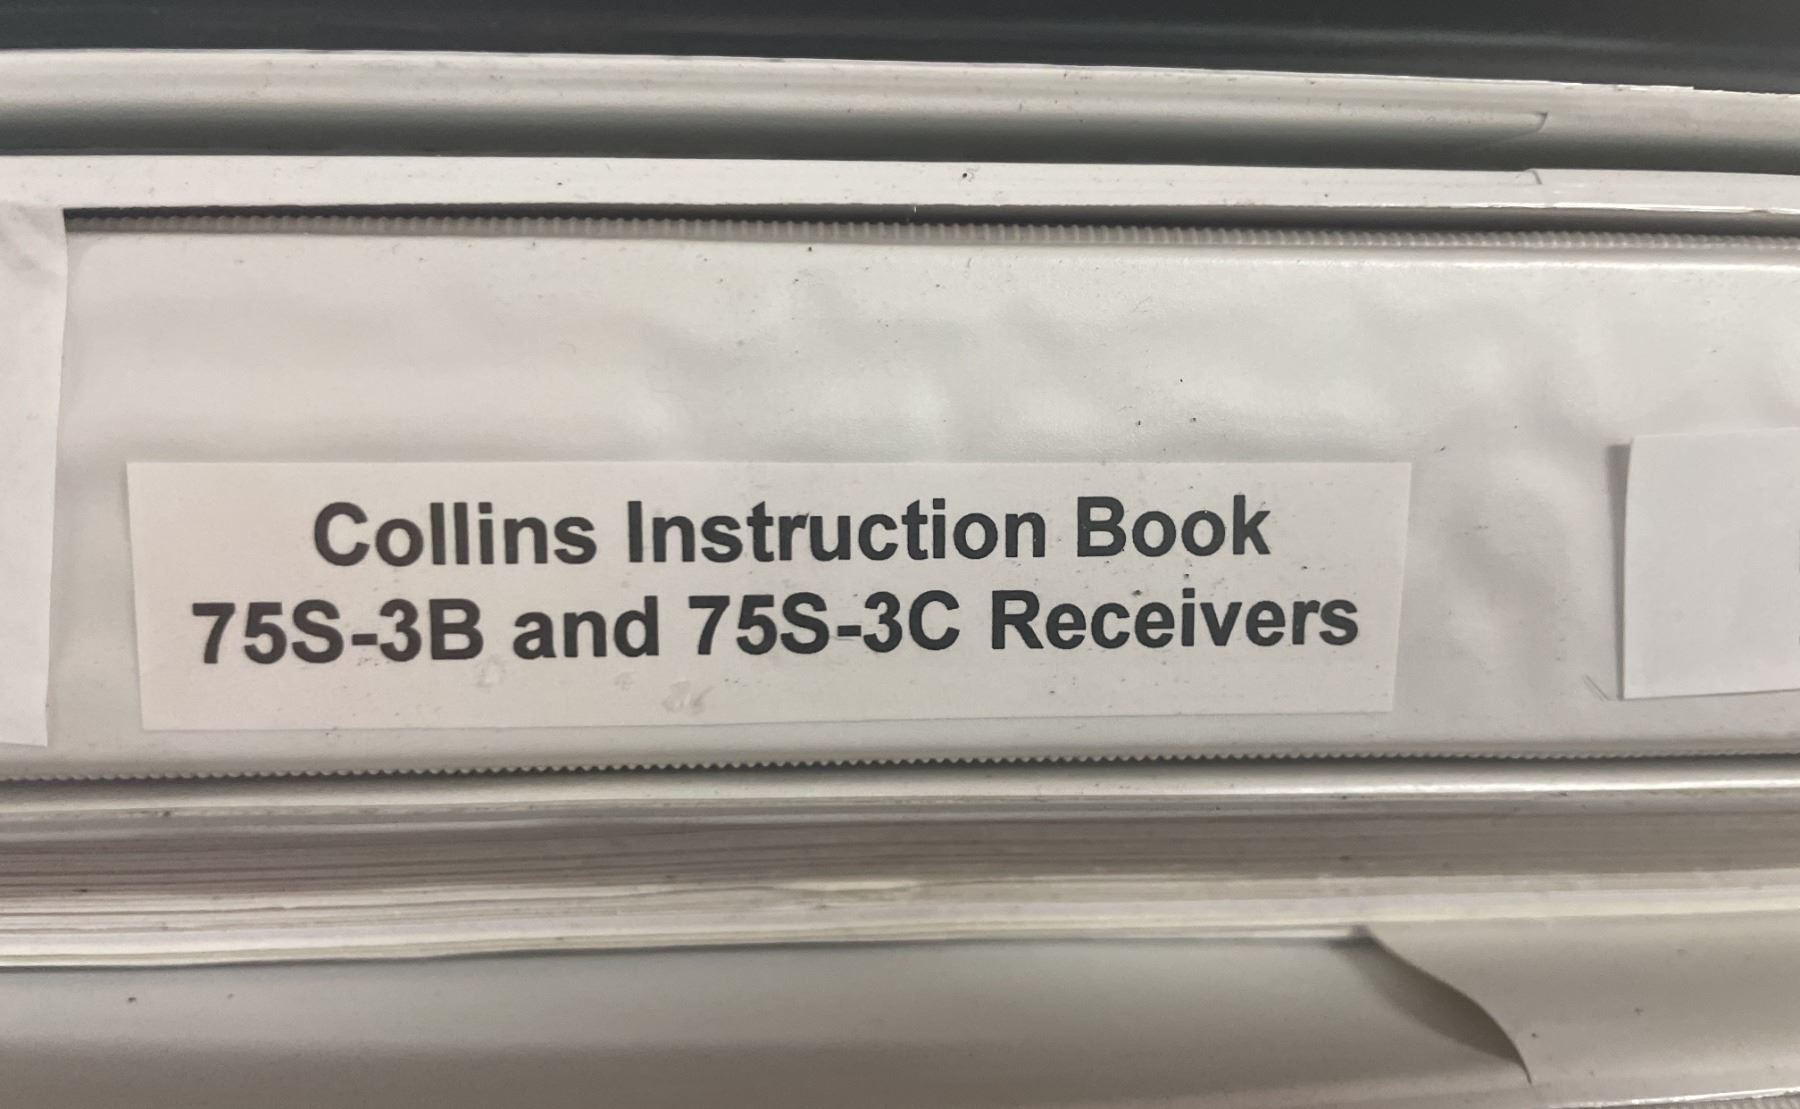 Collins Instruction Book
75S-3B and 75S-3C Receivers